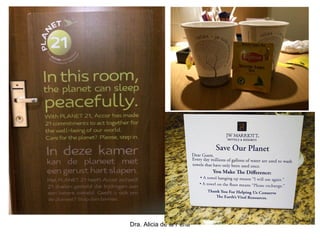 PLANET
21
In this room,
the planet can sleep
peacefully.
With PLANET 21, Accor has made
21 commitments to act together for
the well-being of our world.
Care for the planet? Please, step in.
In deze kamer
kan de planeet met
een gerust hart slapen.
Lipton
JW MARRIOTT.
HOTELS & RESORTS
Save Our Planet
Dear Guest,
Every day millions of gallons of water are used to wash
towels that have only been used once.
You Make The Difference:
• A towel hanging up means "I will use again."
• A towel on the floor means "Please exchange."
Thank You For Helping Us Conserve
The Earth's Vital Resources.
Dra. Alicia de la Peña